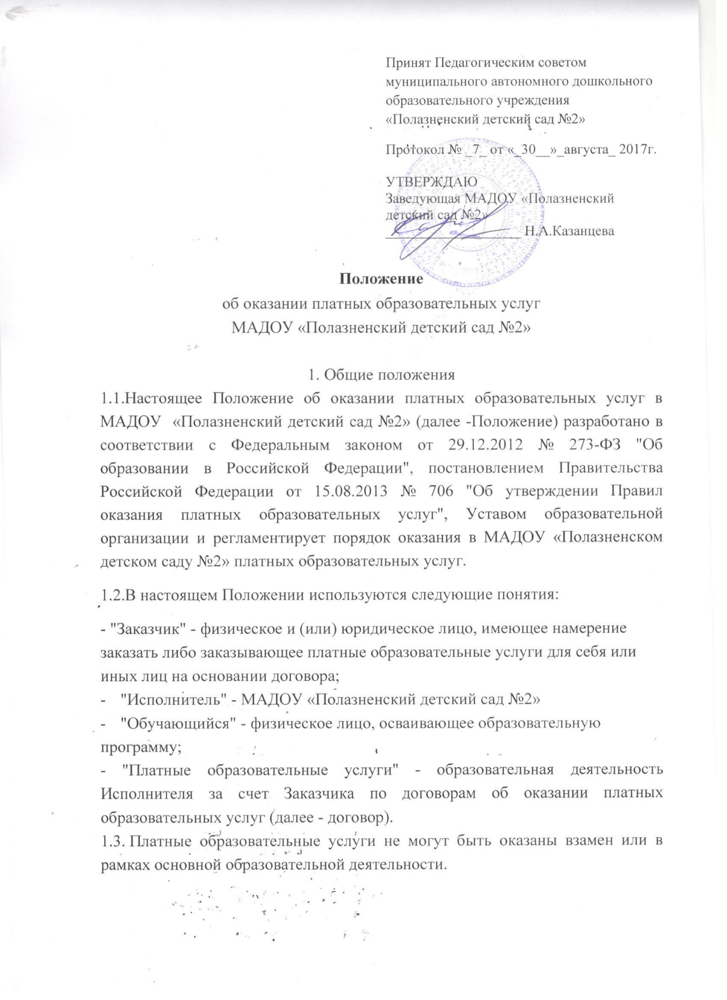 Принят Педагогическим советом
муниципального автономного дошкольного
образовательного учреждения
«Полазненский детский сад №2»
Протокол № _7_ от «_30__»_августа_ 2017г.
УТВЕРЖДАЮ
Заведующая МАДОУ «Полазненский
детский сад №2»
___________________ Н.А.Казанцева
Положение
об оказании платных образовательных услуг
МАДОУ «Полазненский детский сад №2»
1. Общие положения
1.1.Настоящее Положение об оказании платных образовательных услуг в
МАДОУ «Полазненский детский сад №2» (далее -Положение) разработано в
соответствии с Федеральным законом от 29.12.2012 № 273-ФЗ "Об
образовании в Российской Федерации", постановлением Правительства
Российской Федерации от 15.08.2013 № 706 "Об утверждении Правил
оказания платных образовательных услуг", Уставом образовательной
организации и регламентирует порядок оказания в МАДОУ «Полазненском
детском саду №2» платных образовательных услуг.
1.2.В настоящем Положении используются следующие понятия:
- "Заказчик" - физическое и (или) юридическое лицо, имеющее намерение
заказать либо заказывающее платные образовательные услуги для себя или
иных лиц на основании договора;
- "Исполнитель" - МАДОУ «Полазненский детский сад №2»
- "Обучающийся" - физическое лицо, осваивающее образовательную
программу;
- "Платные образовательные услуги" - образовательная деятельность
Исполнителя за счет Заказчика по договорам об оказании платных
образовательных услуг (далее - договор).
1.3. Платные образовательные услуги не могут быть оказаны взамен или в
рамках основной образовательной деятельности.